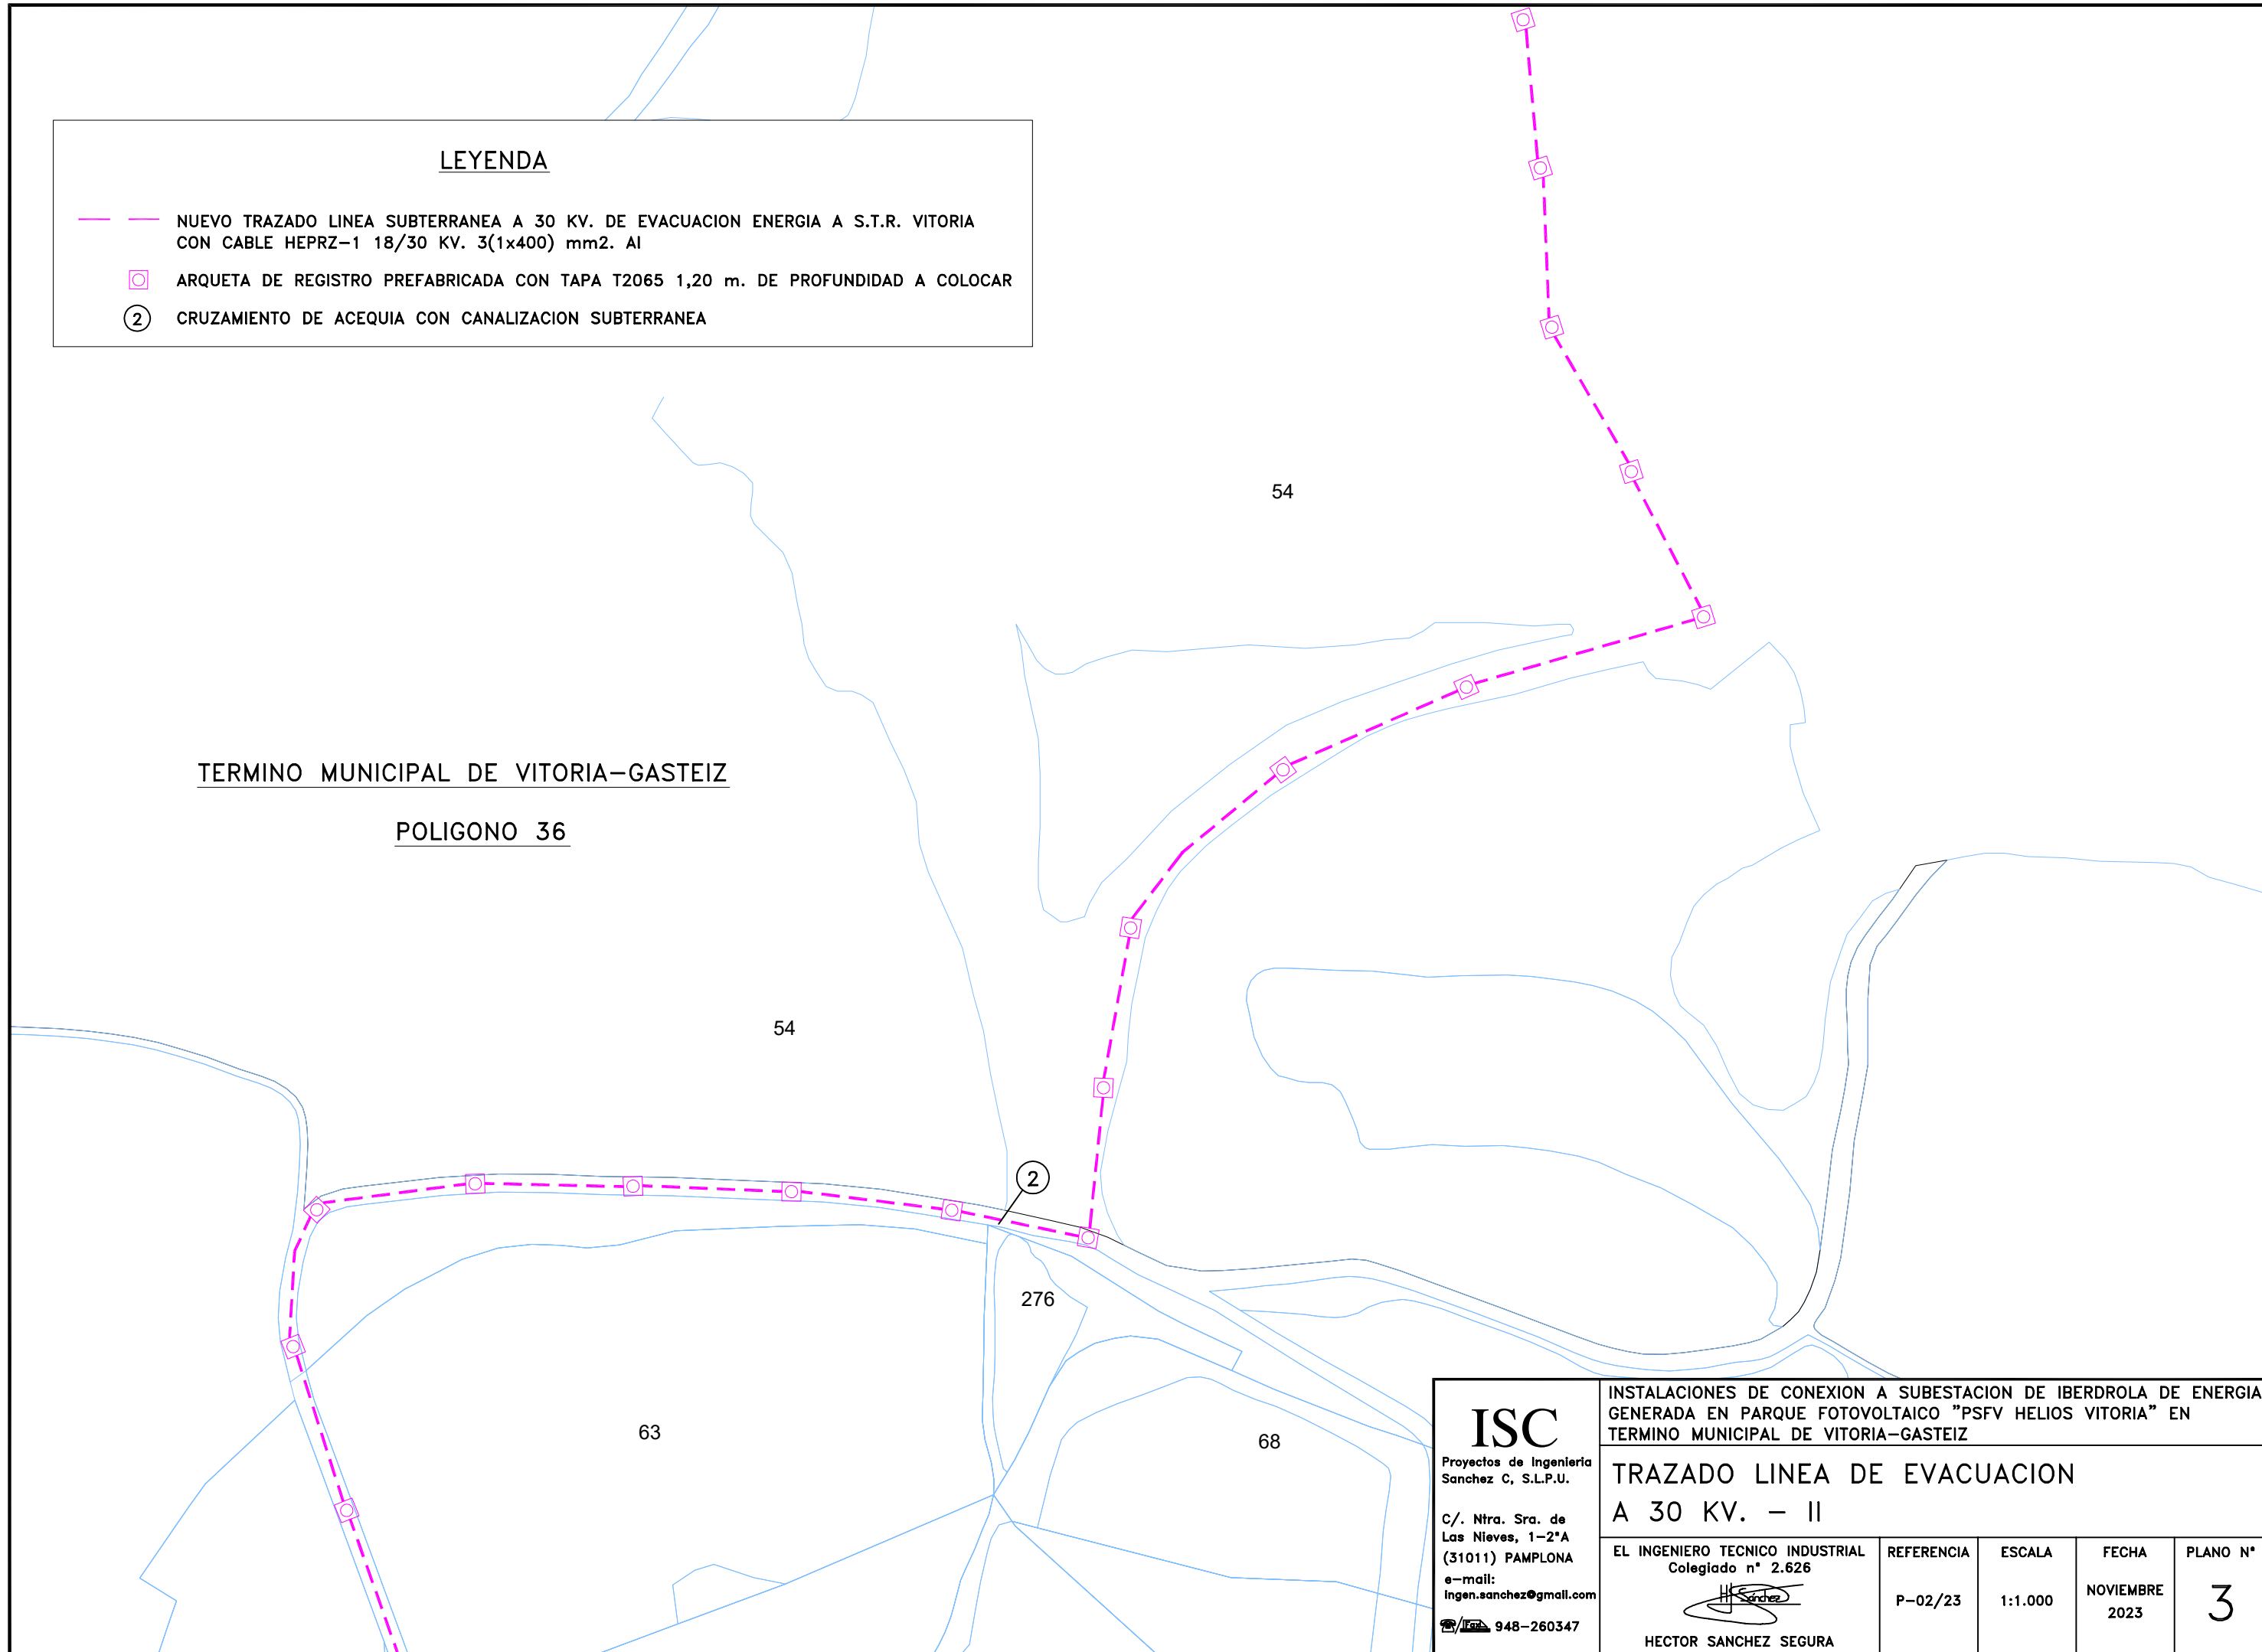 LEYENDA
NUEVO TRAZADO LINEA SUBTERRANEA A 30 KV. DE EVACUACION ENERGIA A S.T.R. VITORIA
CON CABLE HEPRZ-1 18/30 KV. 3(1x400) mm2. Al
ARQUETA DE REGISTRO PREFABRICADA CON TAPA T2065 1,20 m. DE PROFUNDIDAD A COLOCAR
2 CRUZAMIENTO DE ACEQUIA CON CANALIZACION SUBTERRANEA
54
TERMINO MUNICIPAL DE VITORIA-GASTEIZ
POLIGONO 36
54
2
276
63
68
ISC
Proyectos de Ingenieria
Sanchez C, S.L.P.U.
C/. Ntra. Sra. de
Las Nieves, 1-2ºA
(31011) PAMPLONA
e-mail:
ingen.sanchez@gmail.com
☎/Fax 948-260347
INSTALACIONES DE CONEXION A SUBESTACION DE IBERDROLA DE ENERGIA
GENERADA EN PARQUE FOTOVOLTAICO "PSFV HELIOS VITORIA" EN
TERMINO MUNICIPAL DE VITORIA-GASTEIZ
TRAZADO LINEA DE EVACUACION
A 30 KV. - II
EL INGENIERO TECNICO INDUSTRIAL
Colegiado nº 2.626
H Sánchez
HECTOR SANCHEZ SEGURA
REFERENCIA
P-02/23
ESCALA
1:1.000
FECHA
NOVIEMBRE
2023
PLANO Nº
3